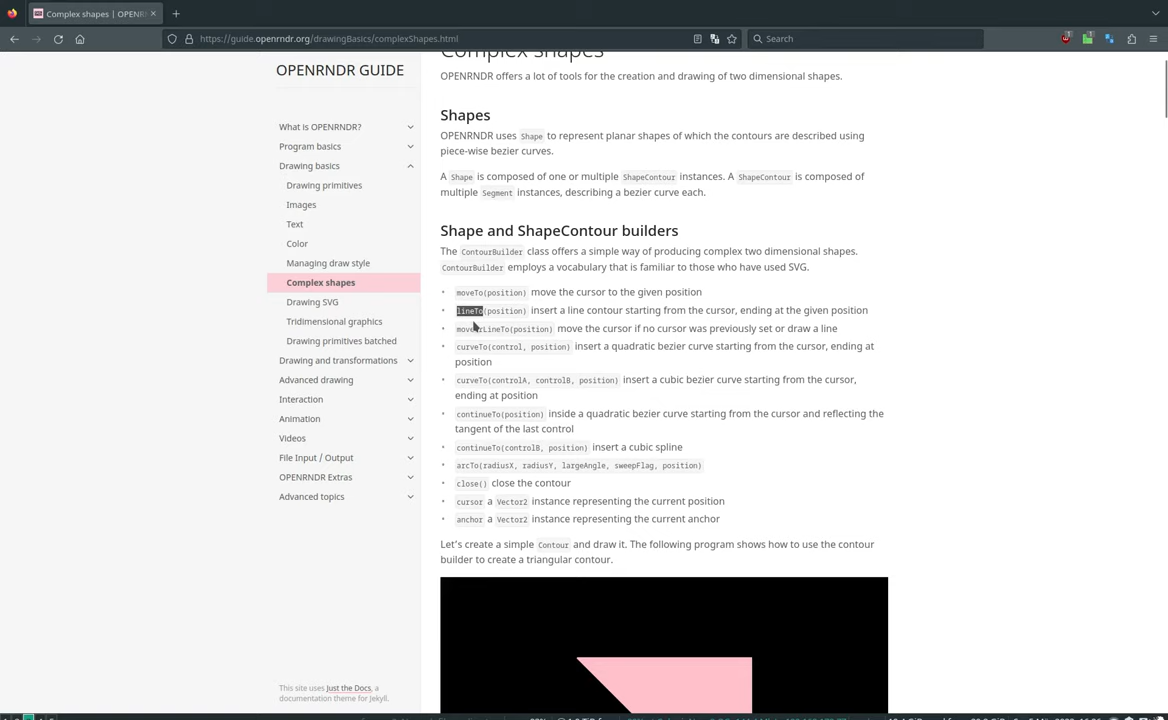 Complex shapes | OPENR
https://guide.openrndr.org/drawingBasics/complexShapes.html
Search
OPENRNDR GUIDE
What is OPENRNDR?
Program basics
Drawing basics
Drawing primitives
Images
Text
Color
Managing draw style
Complex shapes
Drawing SVG
Tridimensional graphics
Drawing primitives batched
Drawing and transformations
Advanced drawing
Interaction
Animation
Videos
File Input / Output
OPENRNDR Extras
Advanced topics
This site uses Just the Docs, a
documentation theme for Jekyll.
Complex shapes
OPENRNDR offers a lot of tools for the creation and drawing of two dimensional shapes.
Shapes
OPENRNDR uses Shape to represent planar shapes of which the contours are described using
piece-wise bezier curves.
A Shape is composed of one or multiple ShapeContour instances. A ShapeContour is composed of
multiple Segment instances, describing a bezier curve each.
Shape and ShapeContour builders
The ContourBuilder class offers a simple way of producing complex two dimensional shapes.
ContourBuilder employs a vocabulary that is familiar to those who have used SVG.
• moveTo(position) move the cursor to the given position
• lineTo(position) insert a line contour starting from the cursor, ending at the given position
• moveOrLineTo(position) move the cursor if no cursor was previously set or draw a line
• curveTo(control, position) insert a quadratic bezier curve starting from the cursor, ending at
position
• curveTo(controlA, controlB, position) insert a cubic bezier curve starting from the cursor,
ending at position
• continueTo(position) inside a quadratic bezier curve starting from the cursor and reflecting the
tangent of the last control
• continueTo(controlB, position) insert a cubic spline
• arcTo(radiusX, radiusY, largeAngle, sweepFlag, position)
• close() close the contour
• cursor a Vector2 instance representing the current position
• anchor a Vector2 instance representing the current anchor
Let's create a simple Contour and draw it. The following program shows how to use the contour
builder to create a triangular contour.